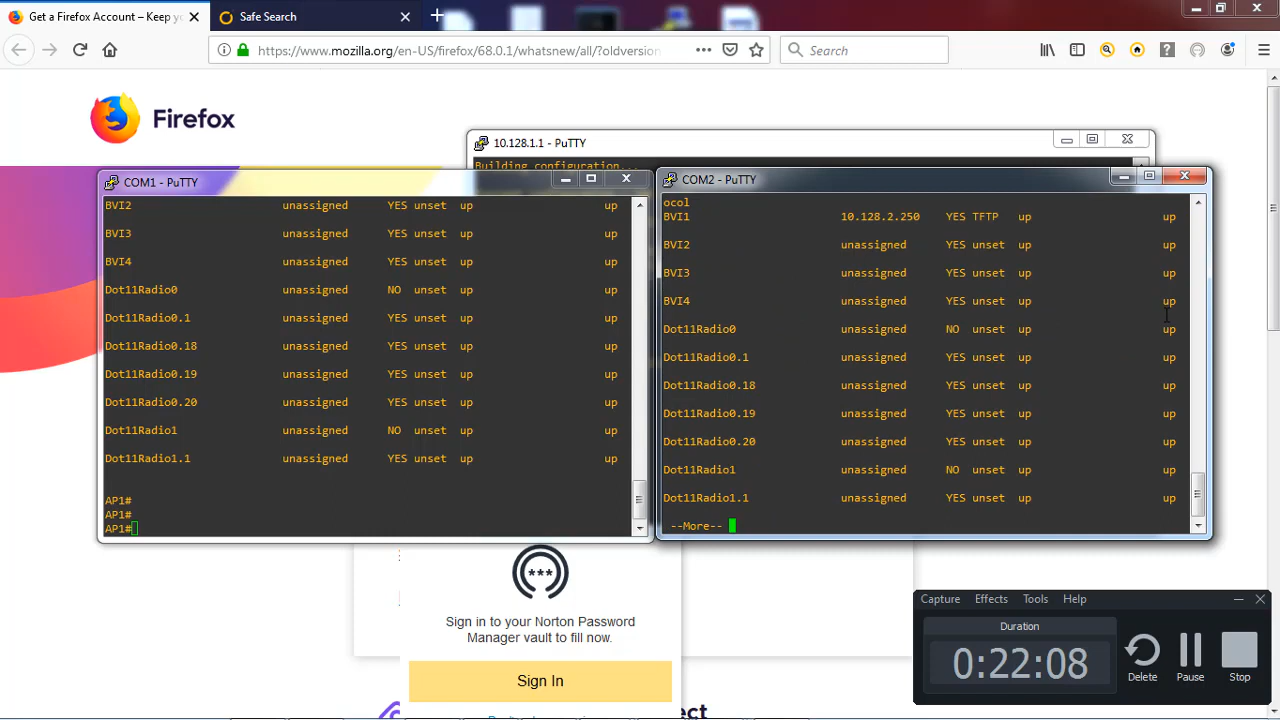 Get a Firefox Account – Keep yo
Safe Search
https://www.mozilla.org/en-US/firefox/68.0.1/whatsnew/all/?oldversion
Search
Firefox
10.128.1.1 - PuTTY
Building configuration...
COM1 - PuTTY
BVI2 unassigned YES unset up up
BVI3 unassigned YES unset up up
BVI4 unassigned YES unset up up
Dot11Radio0 unassigned NO unset up up
Dot11Radio0.1 unassigned YES unset up up
Dot11Radio0.18 unassigned YES unset up up
Dot11Radio0.19 unassigned YES unset up up
Dot11Radio0.20 unassigned YES unset up up
Dot11Radio1 unassigned NO unset up up
Dot11Radio1.1 unassigned YES unset up up
AP1#
AP1#
AP1#
COM2 - PuTTY
ocol
BVI1 10.128.2.250 YES TFTP up up
BVI2 unassigned YES unset up up
BVI3 unassigned YES unset up up
BVI4 unassigned YES unset up up
Dot11Radio0 unassigned NO unset up up
Dot11Radio0.1 unassigned YES unset up up
Dot11Radio0.18 unassigned YES unset up up
Dot11Radio0.19 unassigned YES unset up up
Dot11Radio0.20 unassigned YES unset up up
Dot11Radio1 unassigned NO unset up up
Dot11Radio1.1 unassigned YES unset up up
--More--
Sign in to your Norton Password
Manager vault to fill now.
Sign In
Capture Effects Tools Help
Duration
0:22:08
Delete Pause Stop